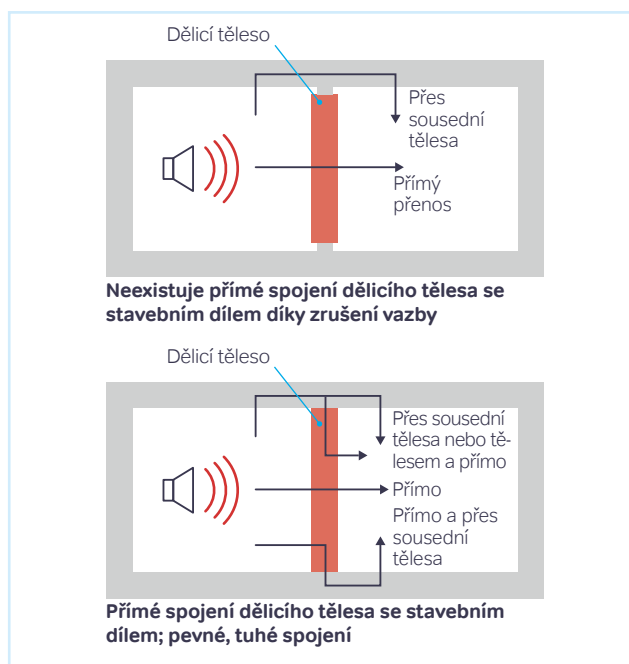 Dělicí těleso
Přes
sousední
tělesa
Přímý
přenos
Neexistuje přímé spojení dělicího tělesa se
stavebním dílem díky zrušení vazby
Dělicí těleso
Přes sousední
tělesa nebo tě-
lesem a přímo
Přímo
Přímo a přes
sousední
tělesa
Přímé spojení dělicího tělesa se stavebním
dílem; pevné, tuhé spojení